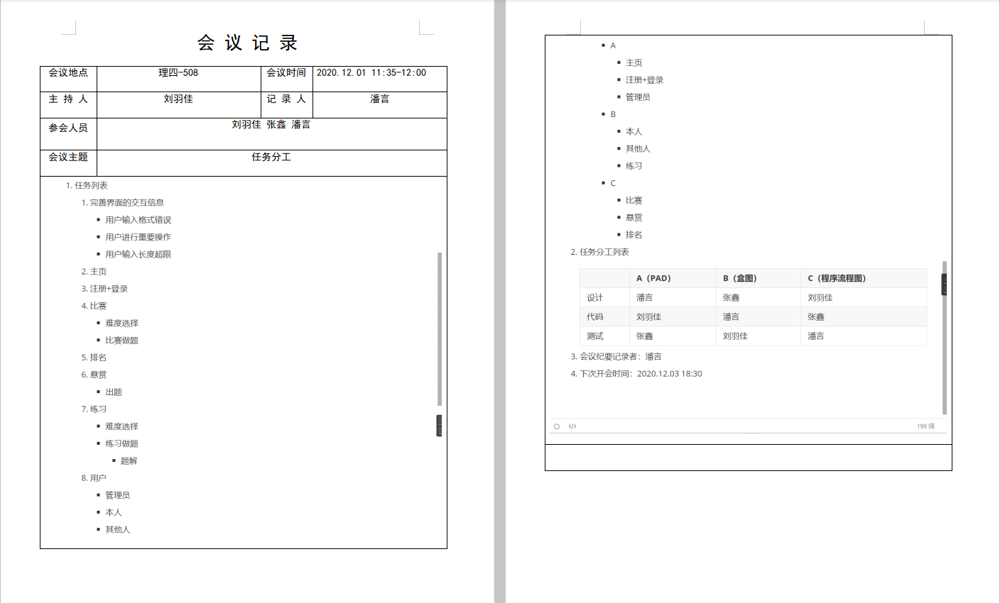 会 议 记 录
会议地点 理四-508 会议时间 2020.12.01 11:35-12:00
主 持 人 刘羽佳 记 录 人 潘言
参会人员 刘羽佳 张鑫 潘言
会议主题 任务分工
1. 任务列表
1. 完善界面的交互信息
▪ 用户输入格式错误
▪ 用户进行重要操作
▪ 用户输入长度超限
2. 主页
3. 注册+登录
4. 比赛
▪ 难度选择
▪ 比赛做题
5. 排名
6. 悬赏
▪ 出题
7. 练习
▪ 难度选择
▪ 练习做题
▪ 题解
8. 用户
▪ 管理员
▪ 本人
▪ 其他人
▪ A
▪ 主页
▪ 注册+登录
▪ 管理员
▪ B
▪ 本人
▪ 其他人
▪ 练习
▪ C
▪ 比赛
▪ 悬赏
▪ 排名
2. 任务分工列表
A（PAD） B（盒图） C（程序流程图）
设计 潘言 张鑫 刘羽佳
代码 刘羽佳 潘言 张鑫
测试 张鑫 刘羽佳 潘言
3. 会议纪要记录者：潘言
4. 下次开会时间：2020.12.03 18:30
</> 199 词